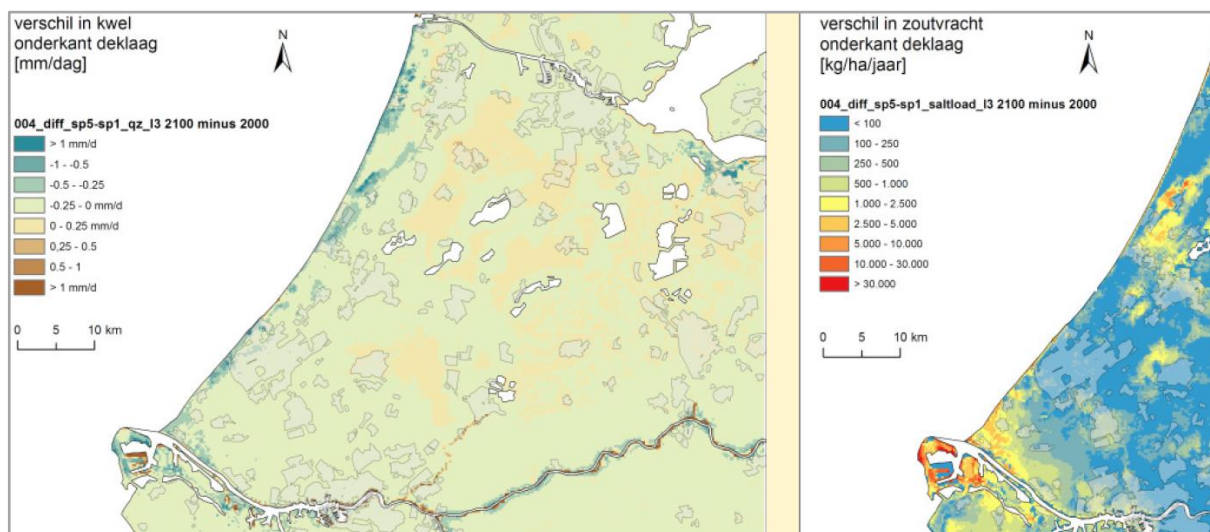 verschil in kwel
onderkant deklaag
[mm/dag]
N
004_diff_sp5-sp1_qz_l3 2100 minus 2000
> 1 mm/d
-1 - -0.5
-0.5 - -0.25
-0.25 - 0 mm/d
0 - 0.25 mm/d
0,25 - 0.5
0.5 - 1
> 1 mm/d
0 5 10 km
verschil in zoutvracht
onderkant deklaag
[kg/ha/jaar]
N
004_diff_sp5-sp1_saltload_l3 2100 minus 2000
< 100
100 - 250
250 - 500
500 - 1.000
1.000 - 2.500
2.500 - 5.000
5.000 - 10.000
10.000 - 30.000
> 30.000
0 5 10 km